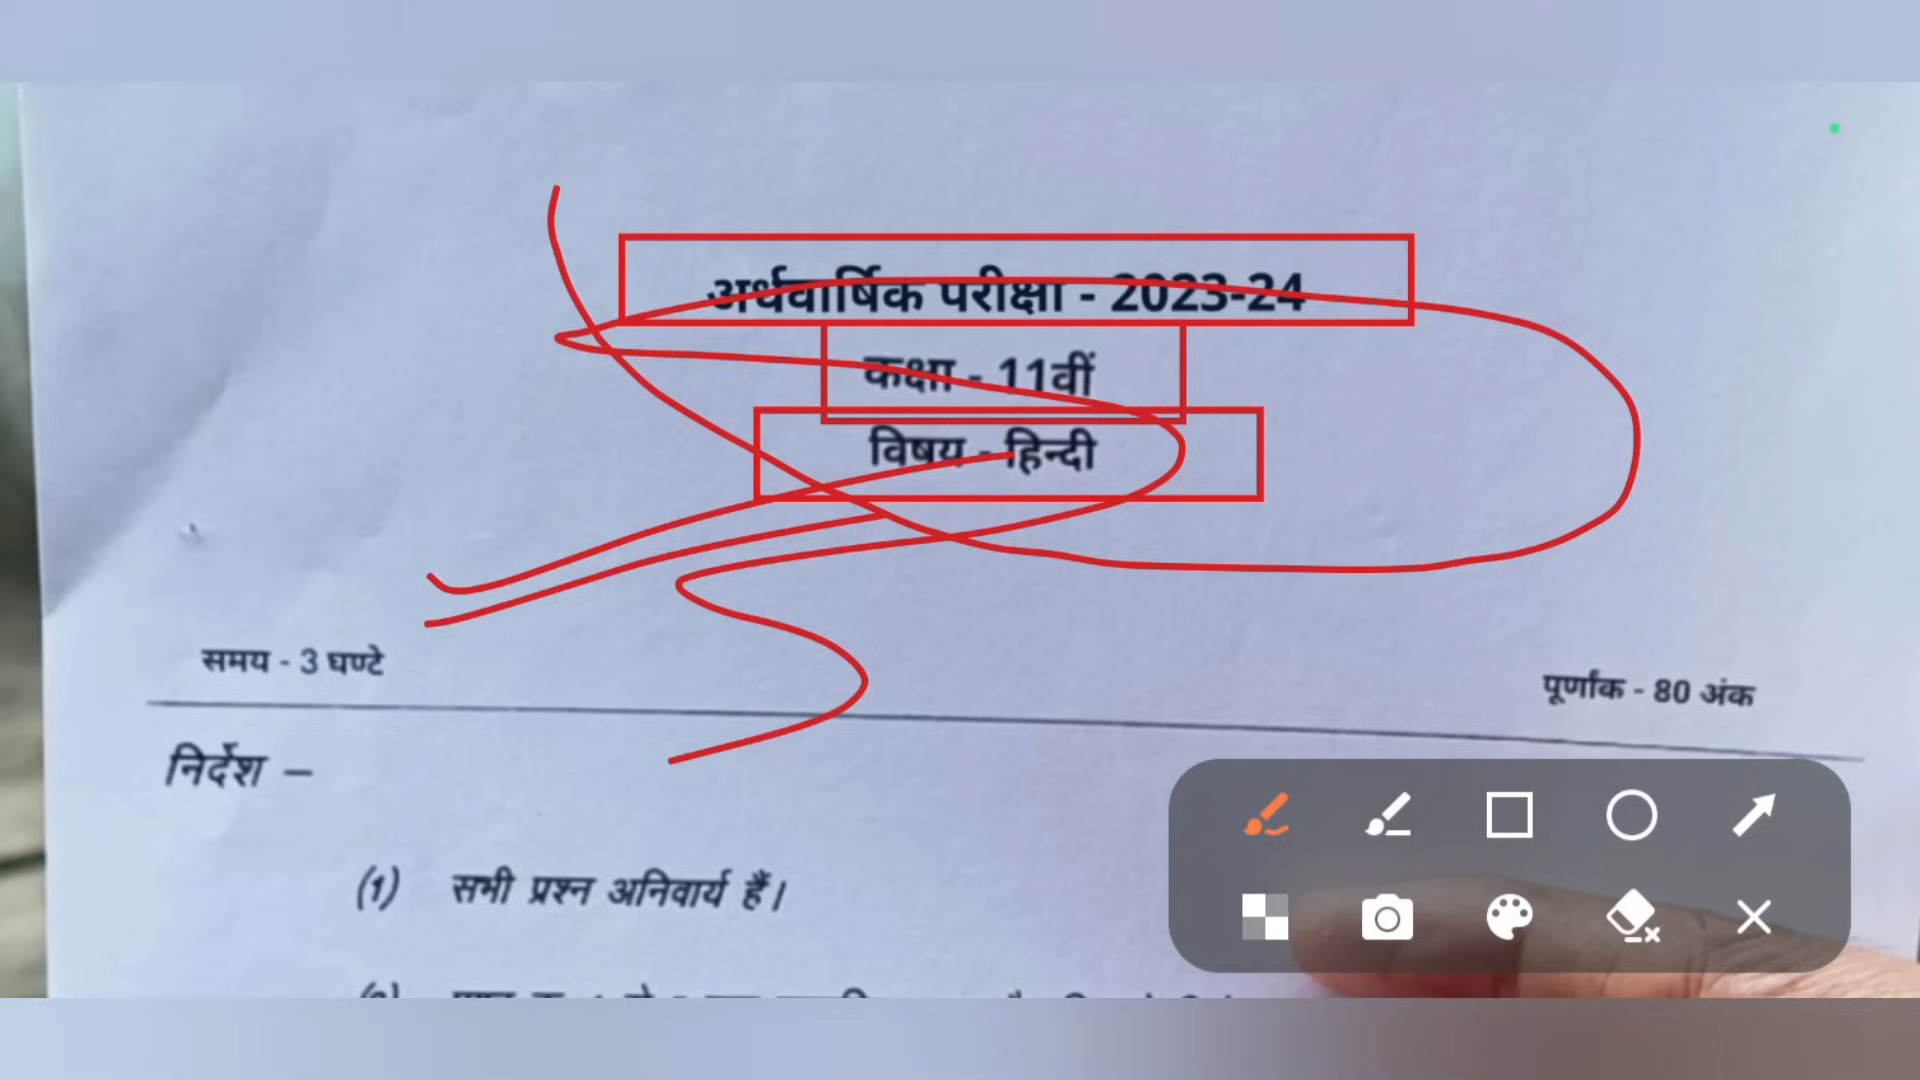 अर्धवार्षिक परीक्षा - 2023-24
कक्षा - 11वीं
विषय - हिन्दी
समय - 3 घण्टे
पूर्णांक - 80 अंक
निर्देश –
(1) सभी प्रश्न अनिवार्य हैं।